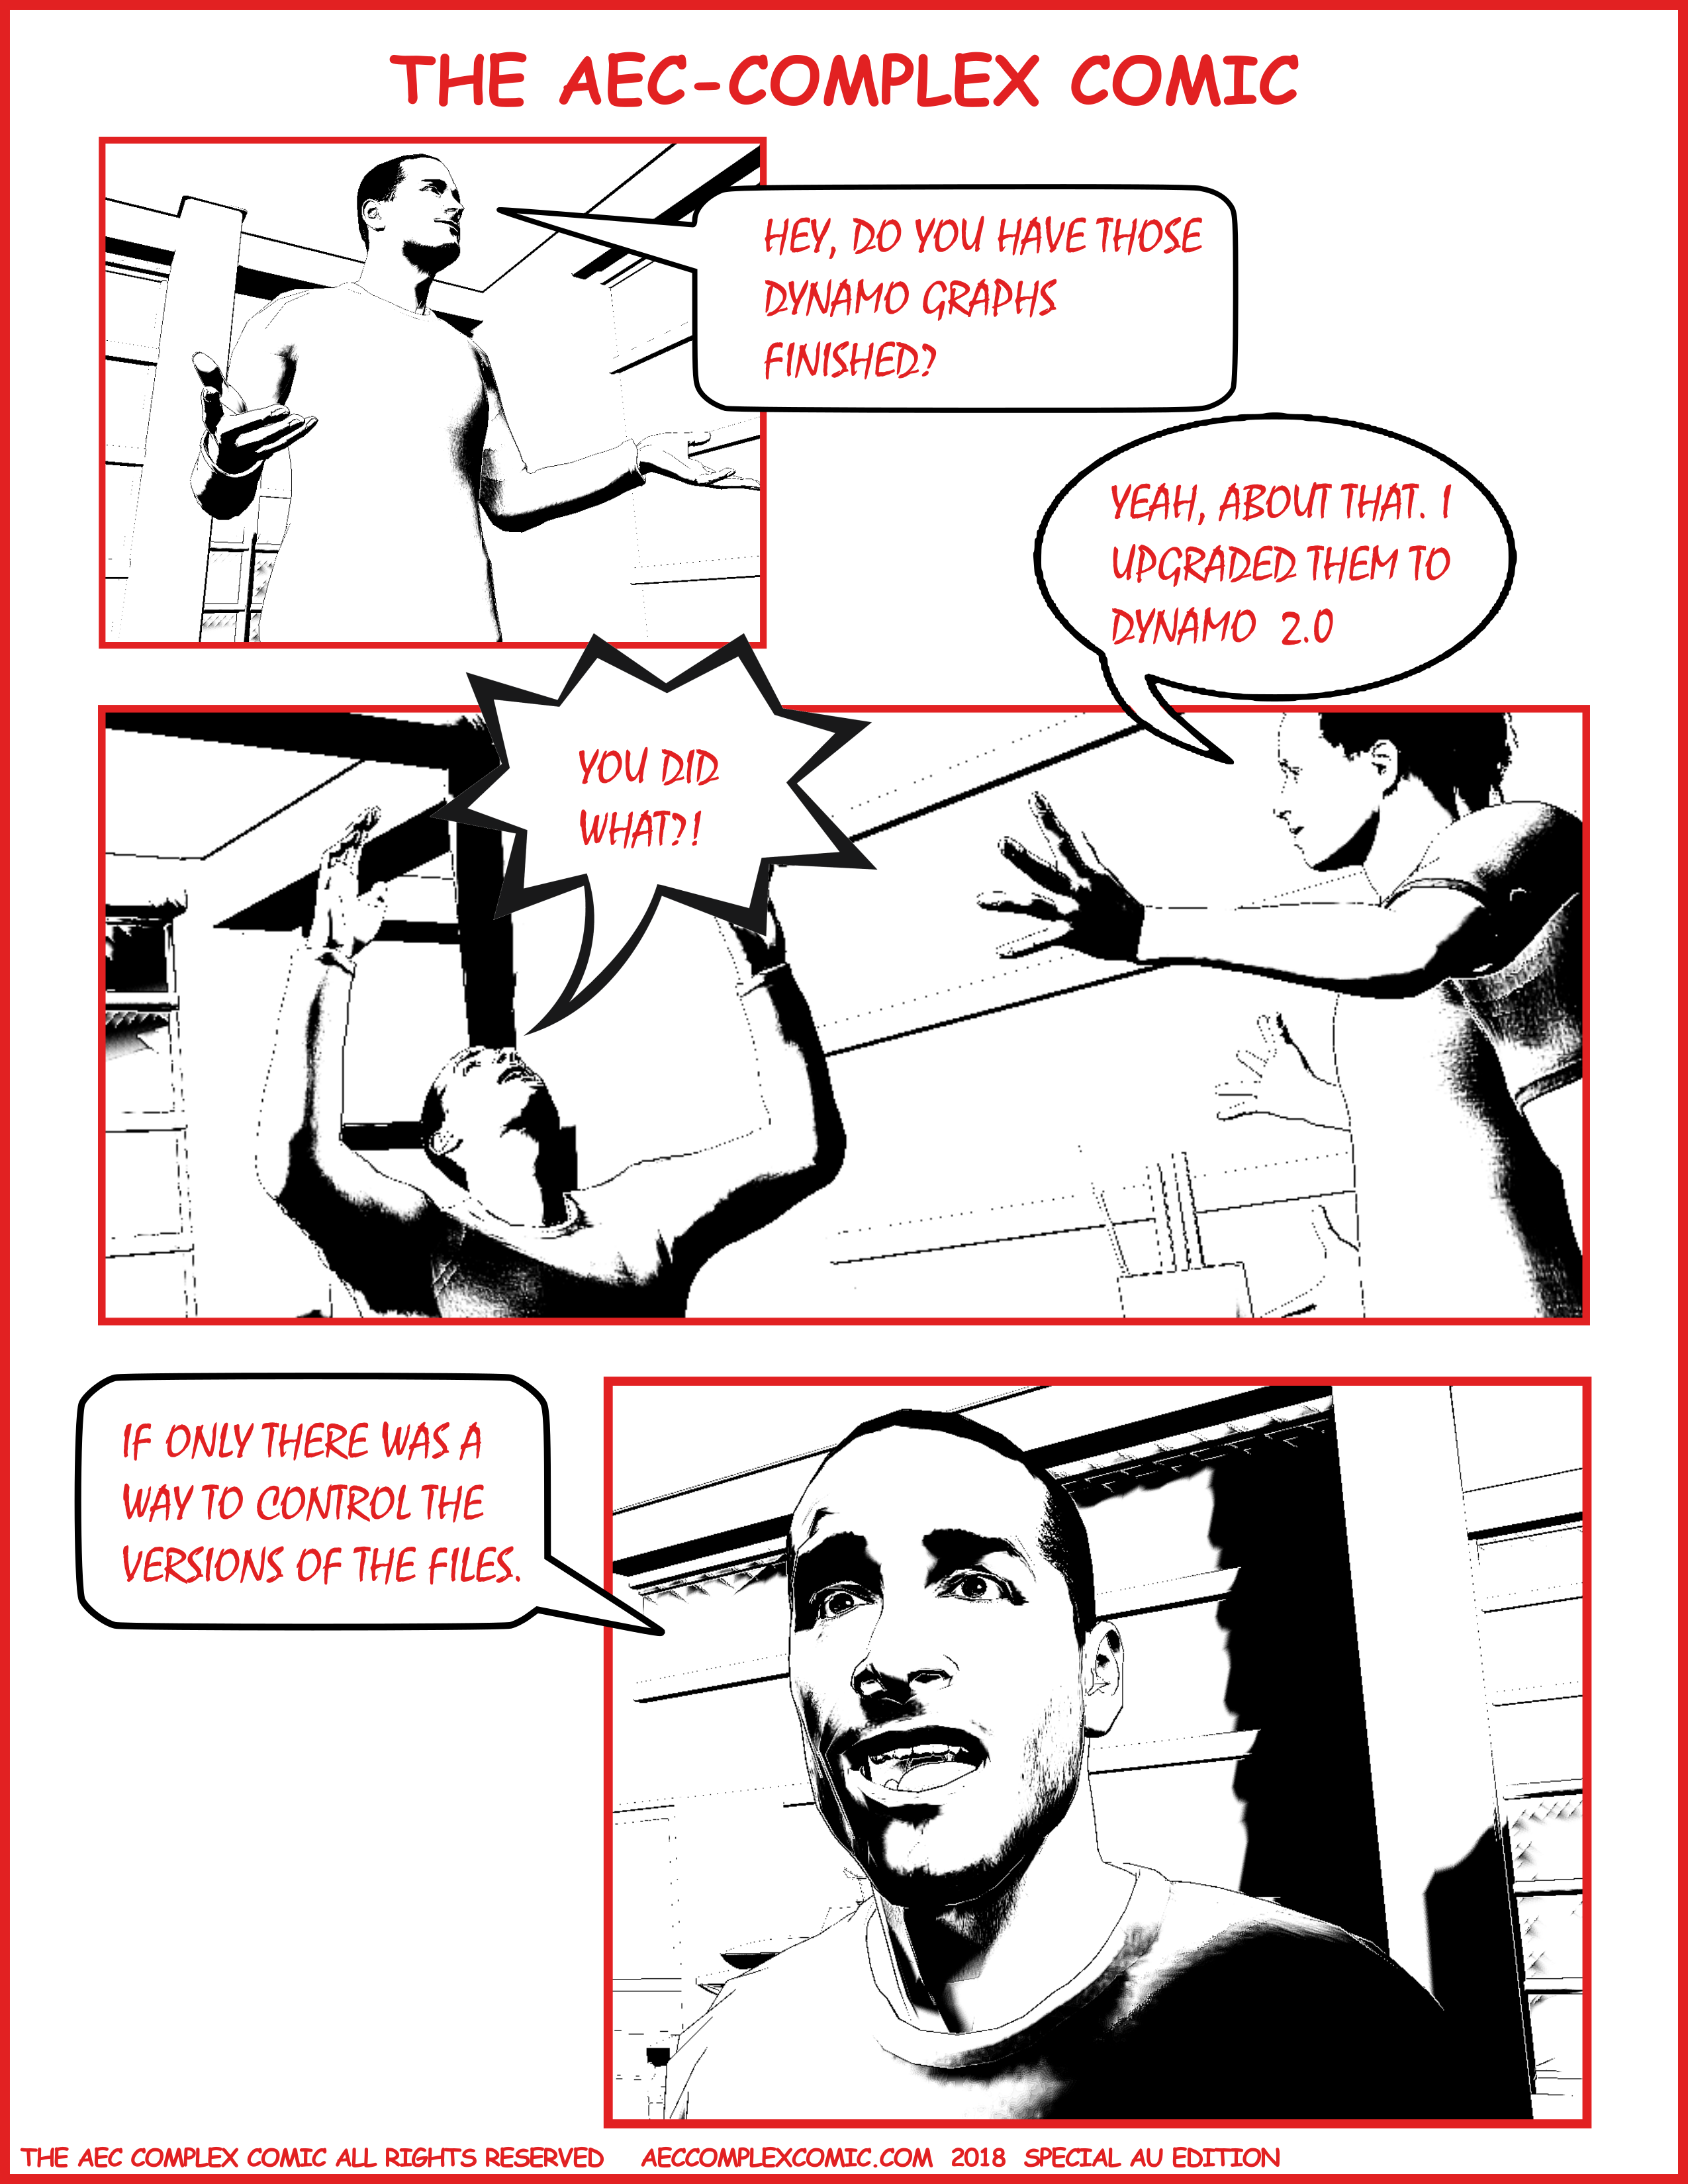 THE AEC-COMPLEX COMIC
HEY, DO YOU HAVE THOSE
DYNAMO GRAPHS
FINISHED?
YEAH, ABOUT THAT. I
UPGRADED THEM TO
DYNAMO 2.0
YOU DID
WHAT?!
IF ONLY THERE WAS A
WAY TO CONTROL THE
VERSIONS OF THE FILES.
THE AEC COMPLEX COMIC ALL RIGHTS RESERVED AECCOMPLEXCOMIC.COM 2018 SPECIAL AU EDITION